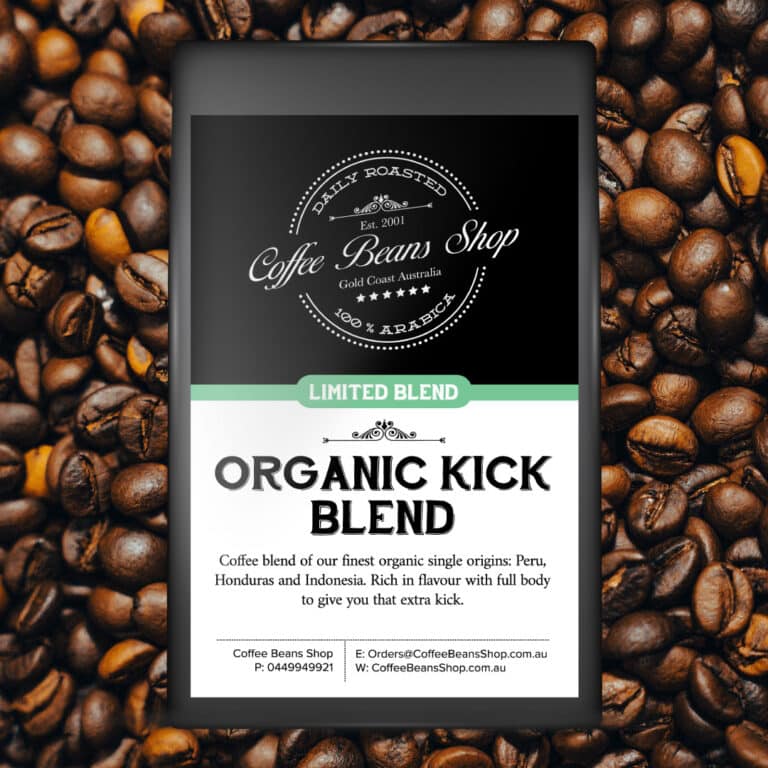 DAILY ROASTED
Est. 2001
Coffee Beans Shop
Gold Coast Australia
100 % ARABICA
LIMITED BLEND
ORGANIC KICK
BLEND
Coffee blend of our finest organic single origins: Peru,
Honduras and Indonesia. Rich in flavour with full body
to give you that extra kick.
Coffee Beans Shop
P: 0449949921
E: Orders@CoffeeBeansShop.com.au
W: CoffeeBeansShop.com.au